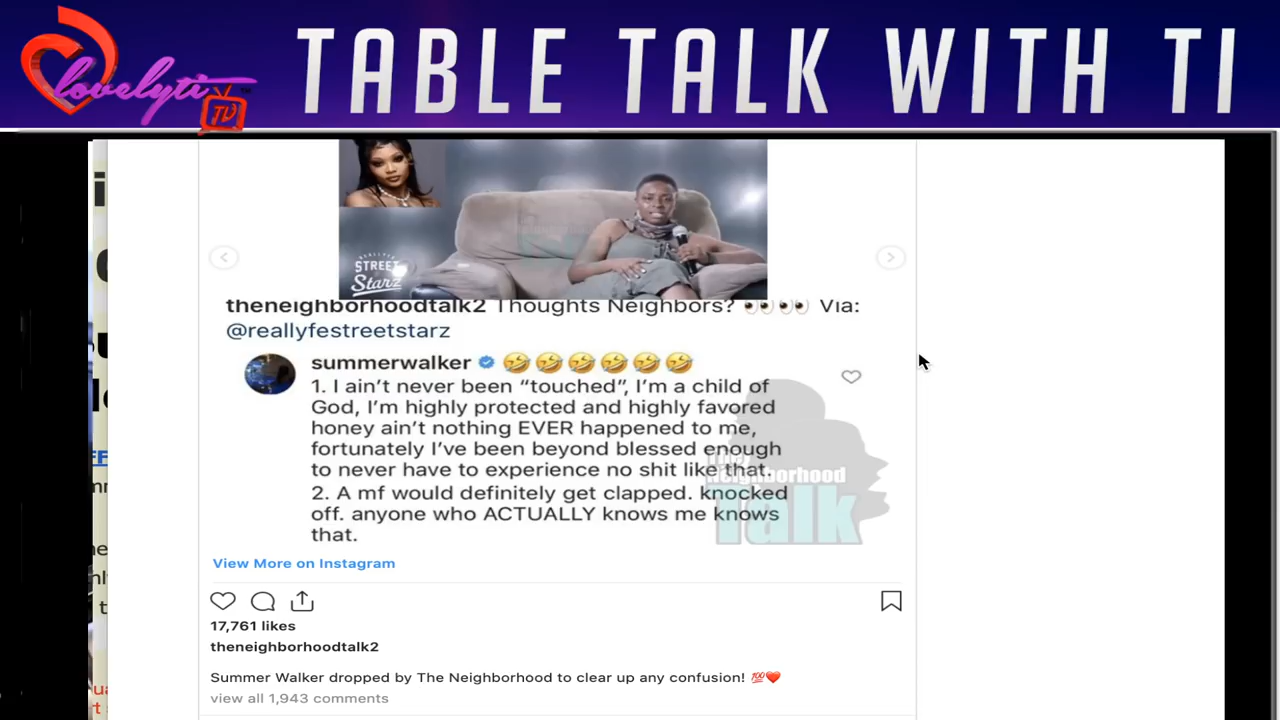 lovelyti TV
TABLE TALK WITH TI
REALLYFE
STREET
Starz
theneighborhoodtalk2 Thoughts Neighbors? 👀👀 Via:
@reallyfestreetstarz
summerwalker 🤣🤣🤣🤣🤣🤣
1. I ain't never been “touched”, I'm a child of
God, I'm highly protected and highly favored
honey ain't nothing EVER happened to me,
fortunately I've been beyond blessed enough
to never have to experience no shit like that.
2. A mf would definitely get clapped. knocked
off. anyone who ACTUALLY knows me knows
that.
The
Neighborhood
Talk
View More on Instagram
17,761 likes
theneighborhoodtalk2
Summer Walker dropped by The Neighborhood to clear up any confusion! 💯❤️
view all 1,943 comments